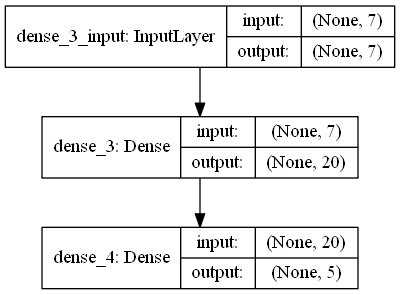 dense_3_input: InputLayer
input: (None, 7)
output: (None, 7)
dense_3: Dense
input: (None, 7)
output: (None, 20)
dense_4: Dense
input: (None, 20)
output: (None, 5)